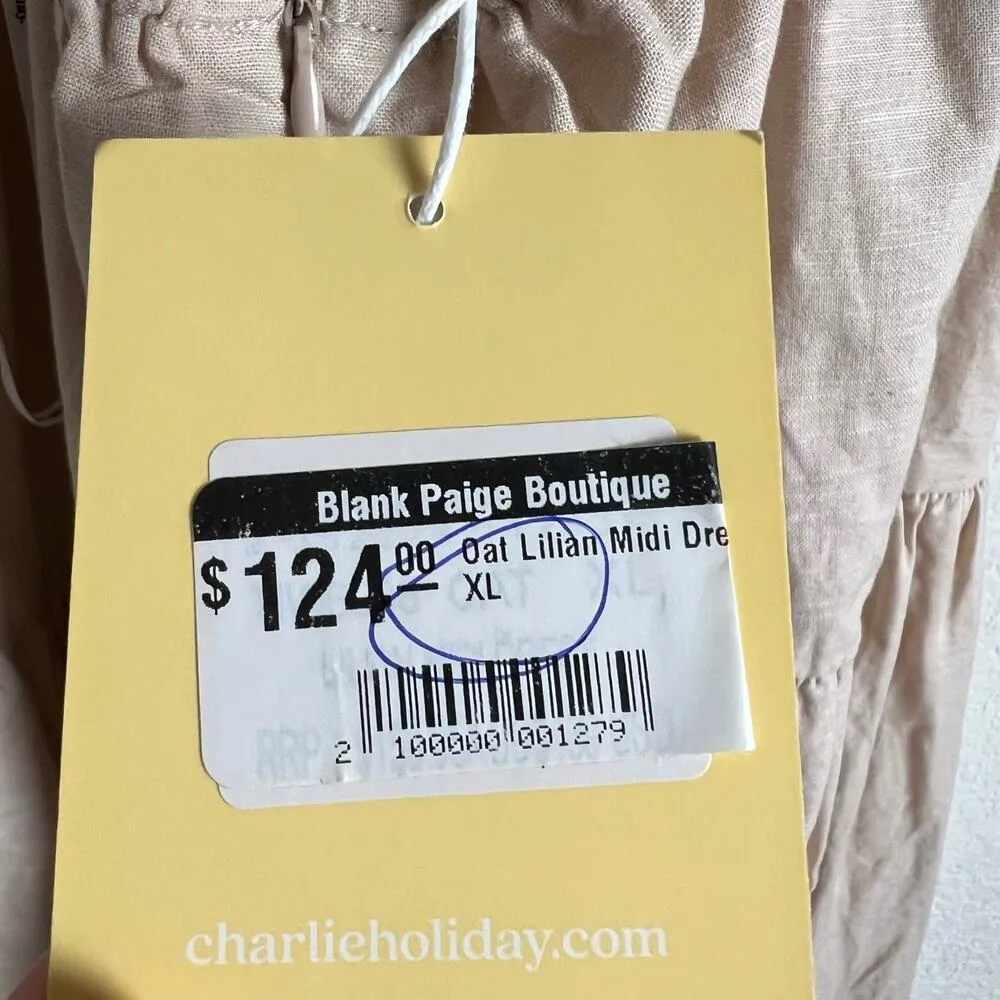 Blank Paige Boutique
$124.00 Oat Lilian Midi Dre
XL
2 100000 001279
charlieholiday.com